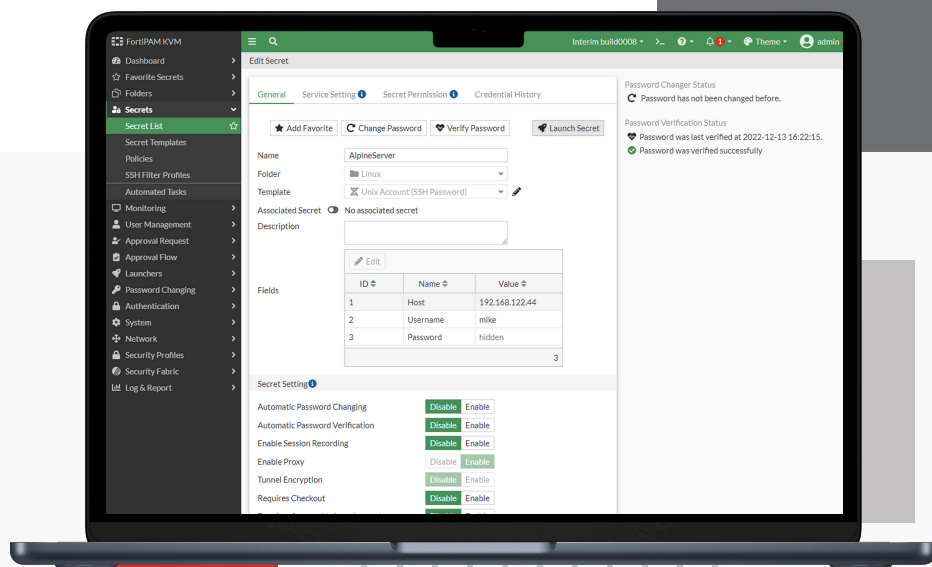 FortiPAM KVM
Interim build0008
>_
?
1
Theme
admin
Dashboard
Favorite Secrets
Folders
Secrets
Secret List
Secret Templates
Policies
SSH Filter Profiles
Automated Tasks
Monitoring
User Management
Approval Request
Approval Flow
Launchers
Password Changing
Authentication
System
Network
Security Profiles
Security Fabric
Log & Report
Edit Secret
General Service Setting Secret Permission Credential History
Add Favorite Change Password Verify Password Launch Secret
Name AlpineServer
Folder Linux
Template Unix Account (SSH Password)
Associated Secret No associated secret
Description
Fields
Edit
ID Name Value
1 Host 192.168.122.44
2 Username mike
3 Password hidden
3
Secret Setting
Automatic Password Changing Disable Enable
Automatic Password Verification Disable Enable
Enable Session Recording Disable Enable
Enable Proxy Disable Enable
Tunnel Encryption Disable Enable
Requires Checkout Disable Enable
Password Changer Status
Password has not been changed before.
Password Verification Status
Password was last verified at 2022-12-13 16:22:15.
Password was verified successfully